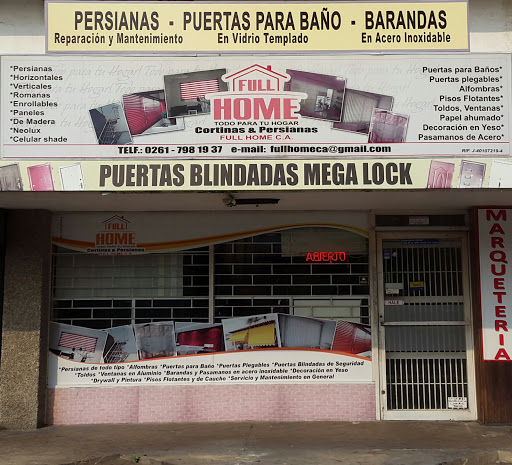 PERSIANAS - PUERTAS PARA BAÑO - BARANDAS
Reparación y Mantenimiento En Vidrio Templado En Acero Inoxidable
*Persianas
*Horizontales
*Verticales
*Romanas
*Enrollables
*Paneles
*De Madera
*Neolux
*Celular shade
FULL
HOME
TODO PARA TU HOGAR
Cortinas & Persianas
FULL HOME C.A.
Puertas para Baños*
Puertas plegables*
Alfombras*
Pisos Flotantes*
Toldos, Ventanas*
Papel ahumado*
Decoración en Yeso*
Pasamanos de Acero*
TELF.: 0261 - 798 19 37 e-mail: fullhomeca@gmail.com
PUERTAS BLINDADAS MEGA LOCK
FULL
HOME
Cortinas & Persianas
ABIERTO
MARQUETERIA
*Persianas de todo tipo *Alfombras *Puertas para Baño *Puertas Plegables *Puertas Blindadas de Seguridad
*Toldos *Ventanas en Aluminio *Barandas y Pasamanos en acero inoxidable *Decoración en Yeso
*Drywall y Pintura *Pisos Flotantes y de Caucho *Servicio y Mantenimiento en General